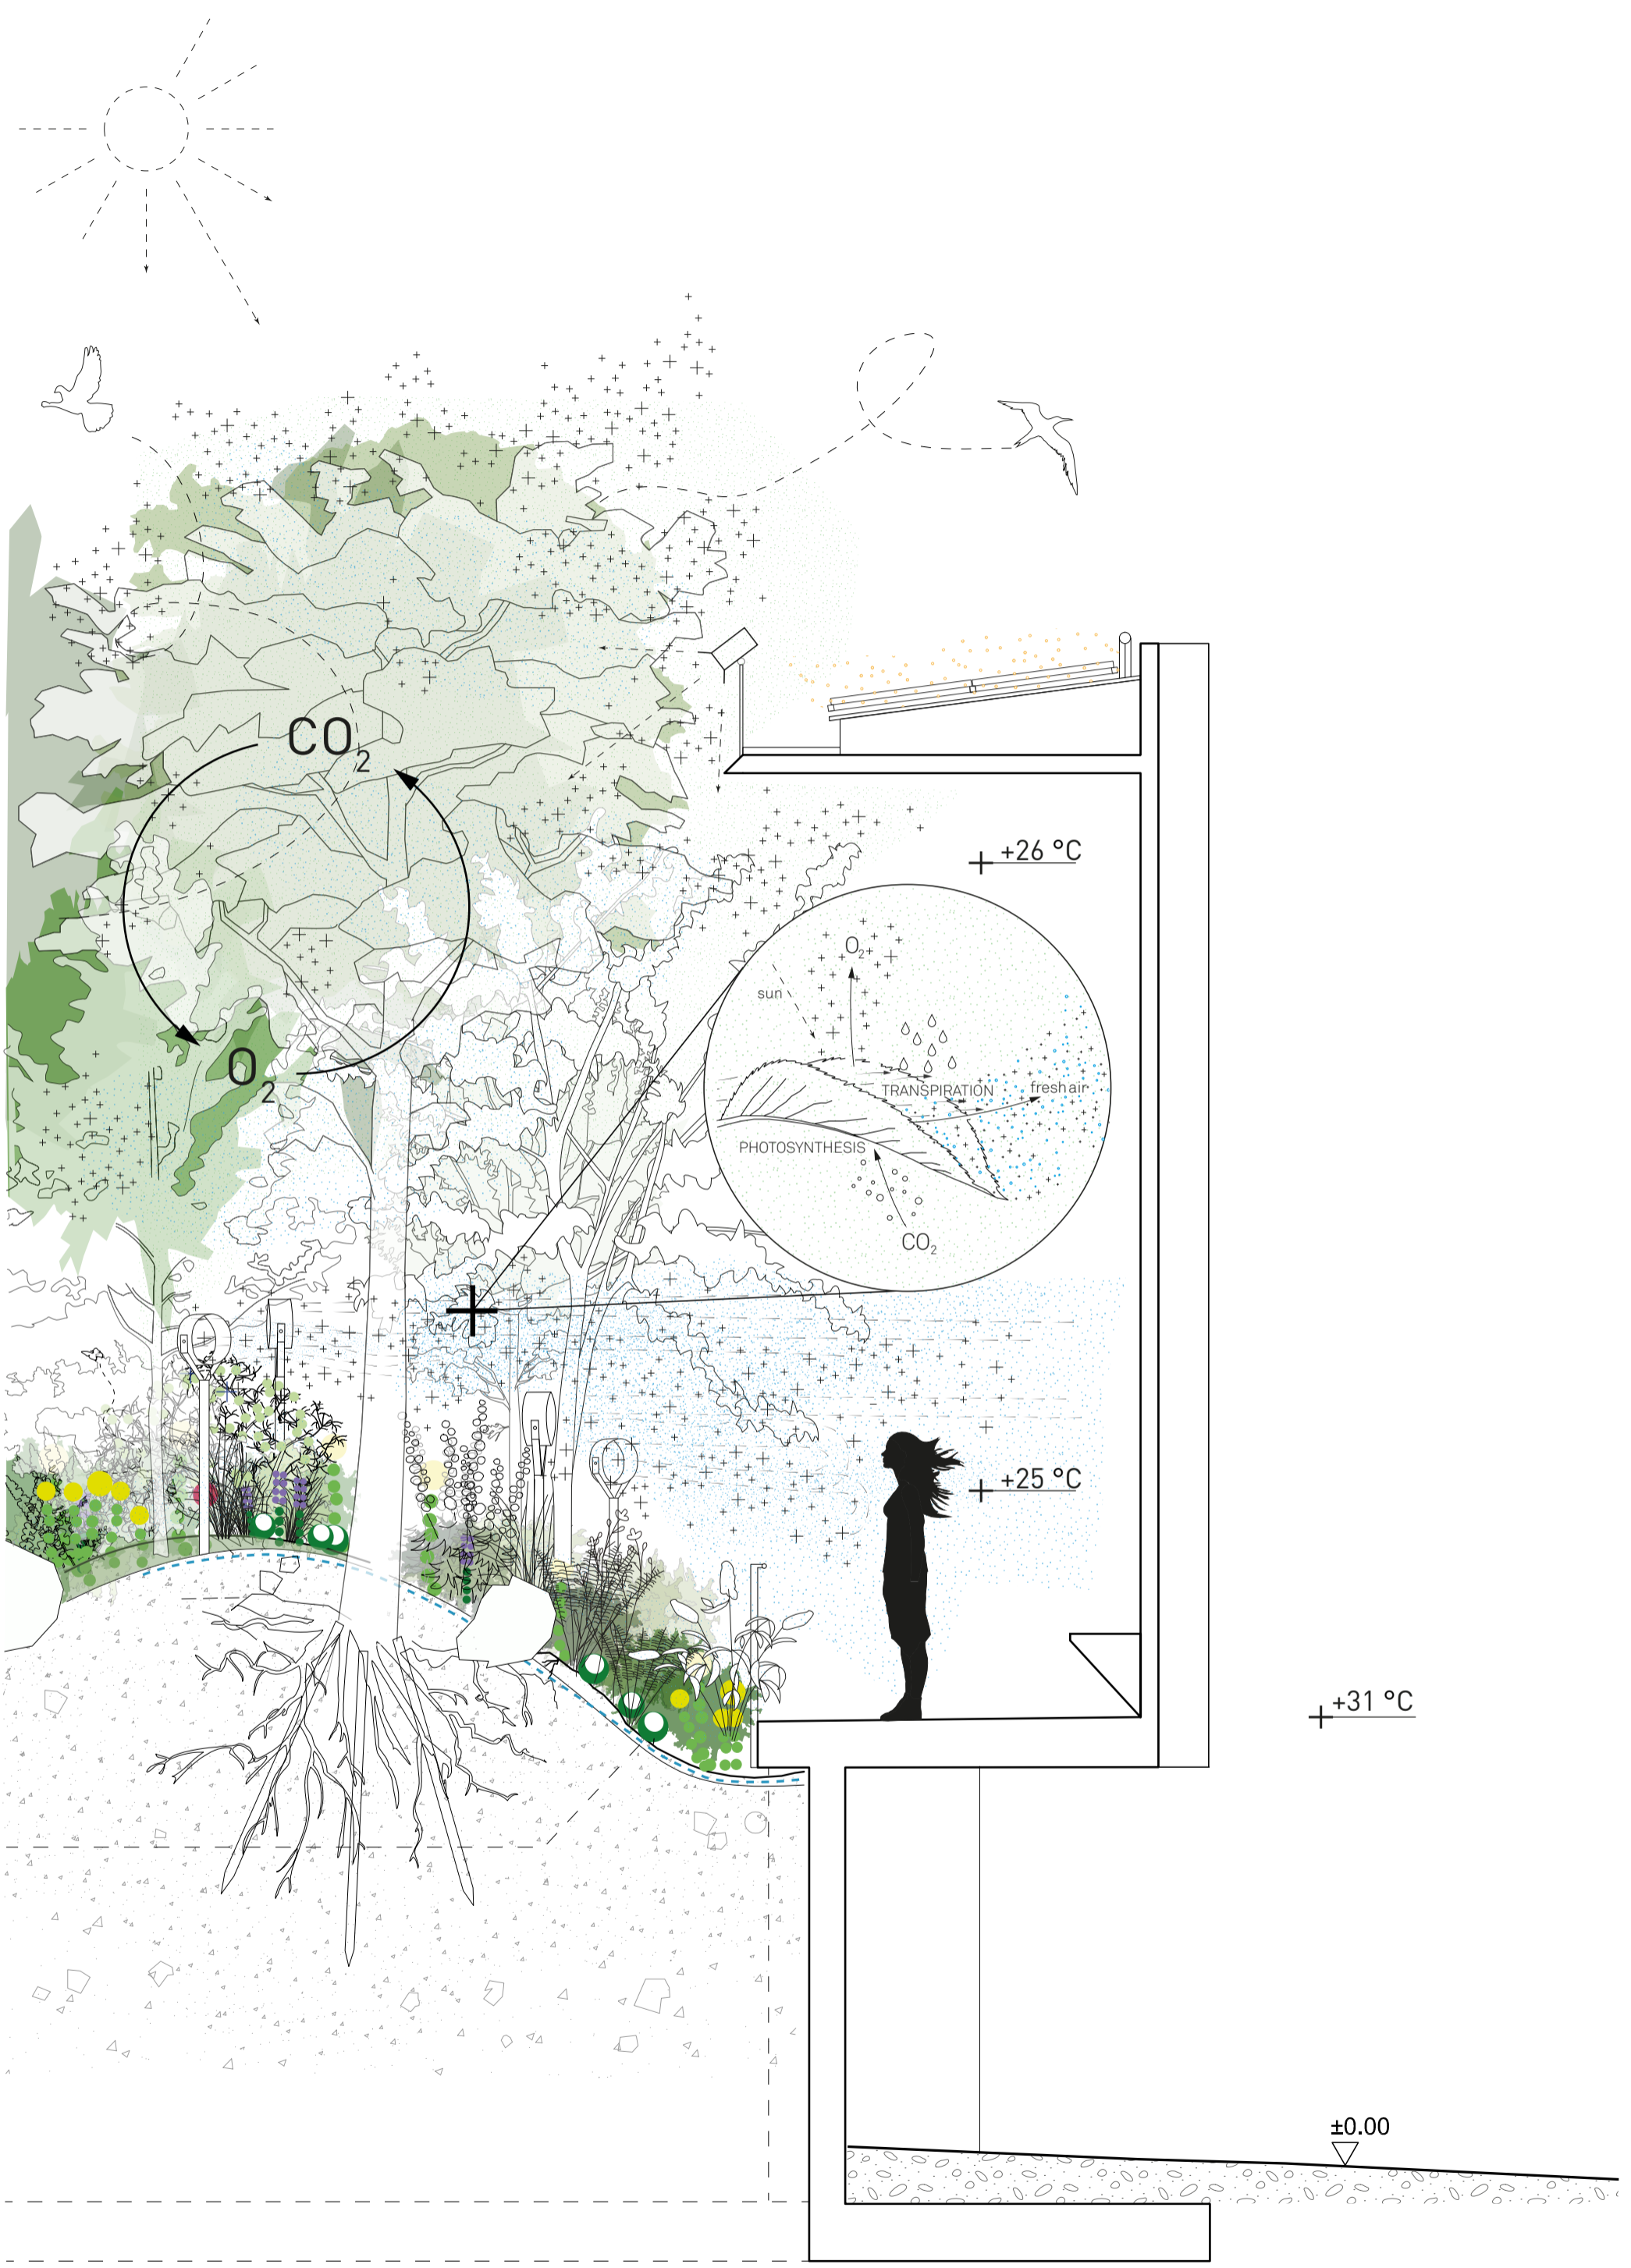 CO2
+26 °C
O2
sun
O2
TRANSPIRATION
fresh air
PHOTOSYNTHESIS
CO2
+25 °C
+31 °C
±0.00